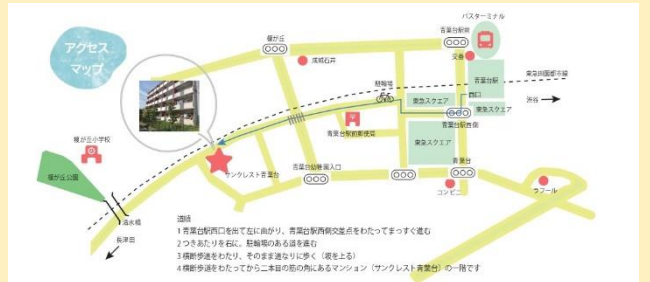 アクセス
マップ
榎が丘
成城石井
青葉台駅前
バスターミナル
交番
青葉台駅
東急田園都市線
渋谷
駐輪場
東急スクエア
西口
東急スクエア
青葉台駅西側
青葉台駅前郵便局
東急スクエア
榎が丘小学校
榎が丘公園
サンクレスト青葉台
青葉台幼稚園入口
青葉台
コンビニ
ラフール
清水橋
長津田
道順
1 青葉台駅西口を出て左に曲がり、青葉台駅西側交差点をわたってまっすぐ進む
2 つきあたりを右に、駐輪場のある道を進む
3 横断歩道をわたり、そのまま道なりに歩く（坂を上る）
4 横断歩道をわたってから二本目の筋の角にあるマンション（サンクレスト青葉台）の一階です